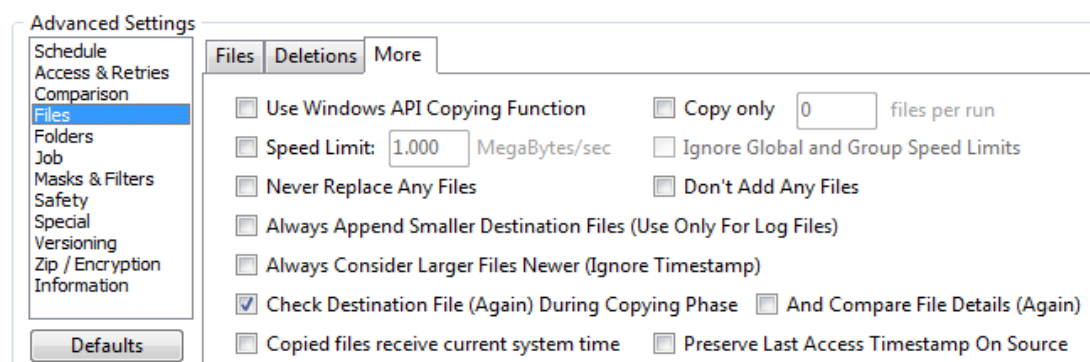 Advanced Settings
Schedule
Access & Retries
Comparison
Files
Folders
Job
Masks & Filters
Safety
Special
Versioning
Zip / Encryption
Information
Defaults
Files Deletions More
Use Windows API Copying Function Copy only 0 files per run
Speed Limit: 1.000 MegaBytes/sec Ignore Global and Group Speed Limits
Never Replace Any Files Don't Add Any Files
Always Append Smaller Destination Files (Use Only For Log Files)
Always Consider Larger Files Newer (Ignore Timestamp)
Check Destination File (Again) During Copying Phase And Compare File Details (Again)
Copied files receive current system time Preserve Last Access Timestamp On Source